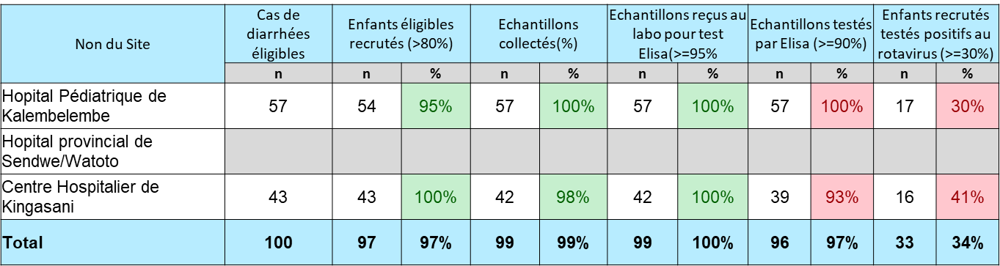 Non du Site
Cas de
diarrhées
éligibles
Enfants éligibles
recrutés (>80%)
Echantillons
collectés(%)
Echantillons reçus au
labo pour test
Elisa(>=95%
Echantillons testés
par Elisa (>=90%)
Enfants recrutés
testés positifs au
rotavirus (>=30%)
n n % n % n % n % n %
Hopital Pédiatrique de
Kalembelembe
57 54 95% 57 100% 57 100% 57 100% 17 30%
Hopital provincial de
Sendwe/Watoto
Centre Hospitalier de
Kingasani
43 43 100% 42 98% 42 100% 39 93% 16 41%
Total 100 97 97% 99 99% 99 100% 96 97% 33 34%